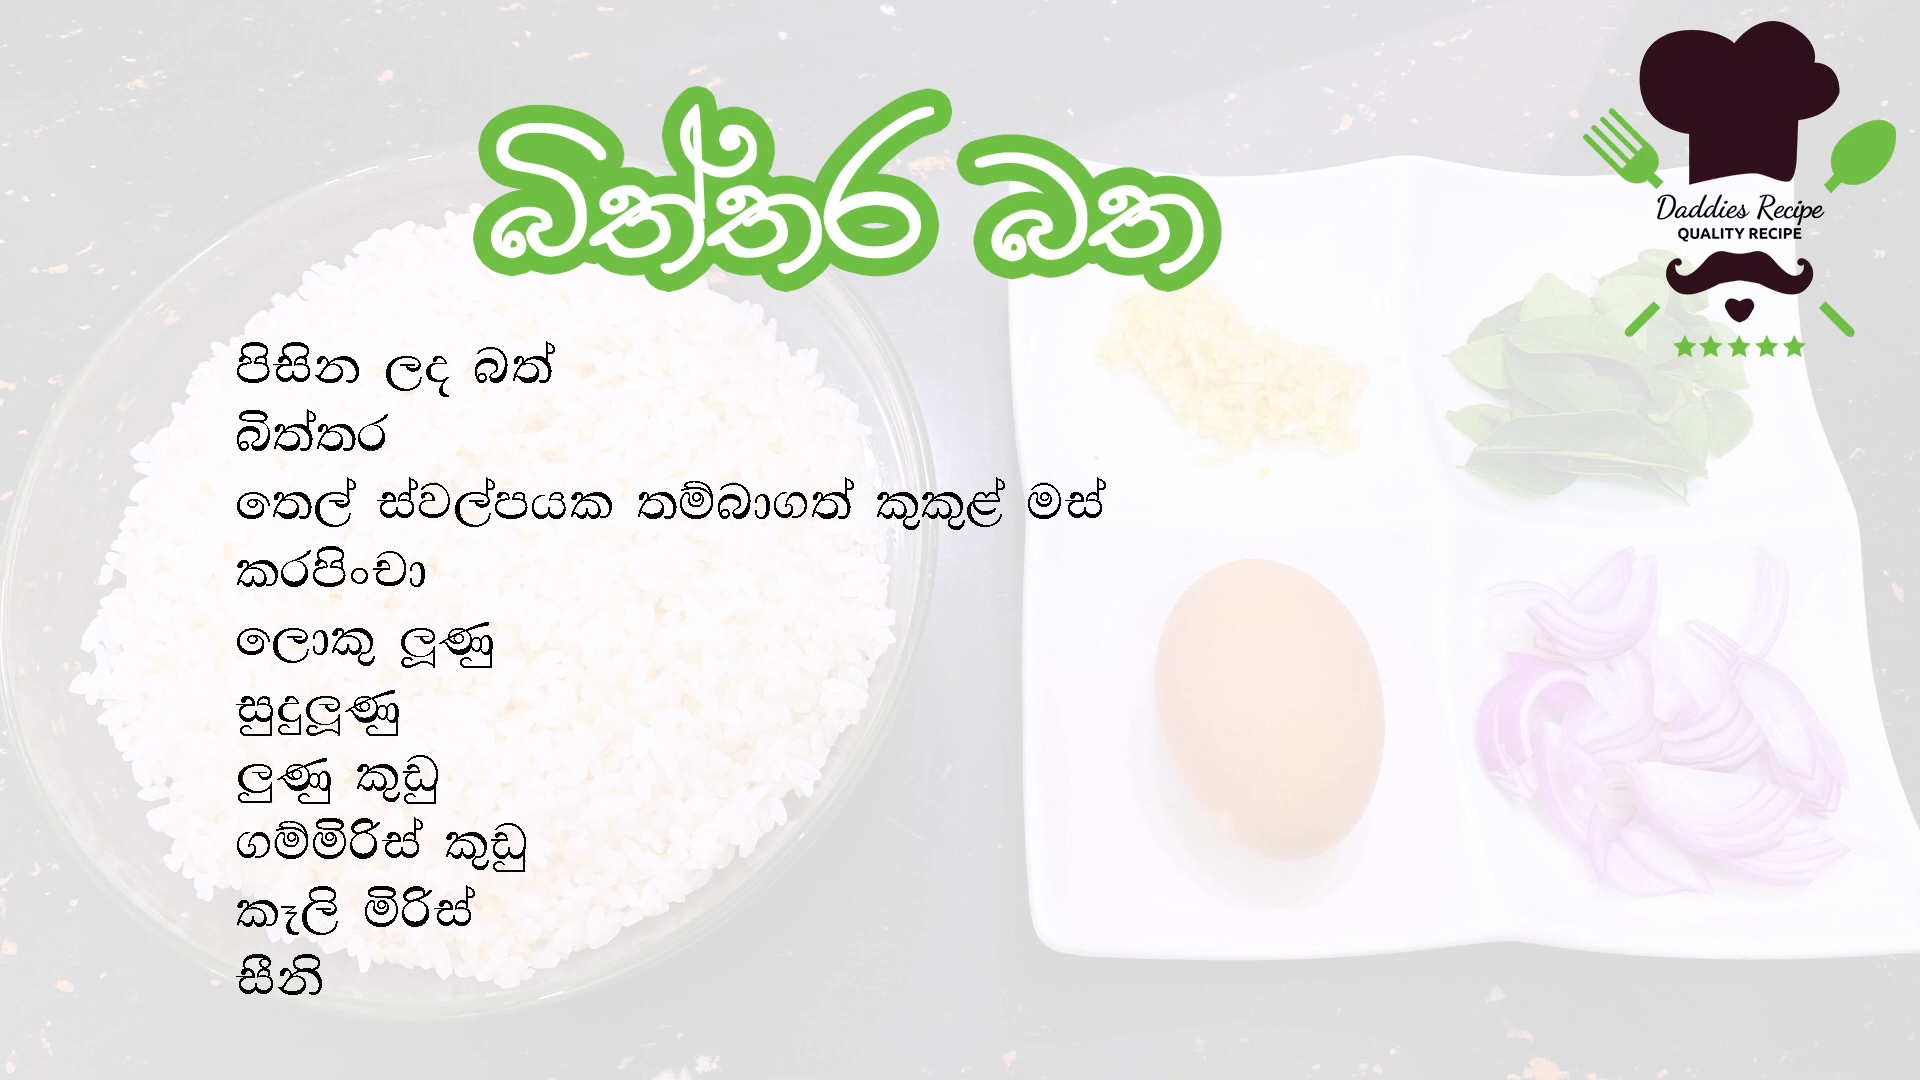 බිත්තර බත
Daddies Recipe
QUALITY RECIPE
පිසින ලද බත්
බිත්තර
තෙල් ස්වල්පයක තම්බාගත් කුකුළ් මස්
කරපිංචා
ලොකු ලූණු
සුදුලූණු
ලුණු කුඩු
ගම්මිරිස් කුඩු
කෑලි මිරිස්
සීනි